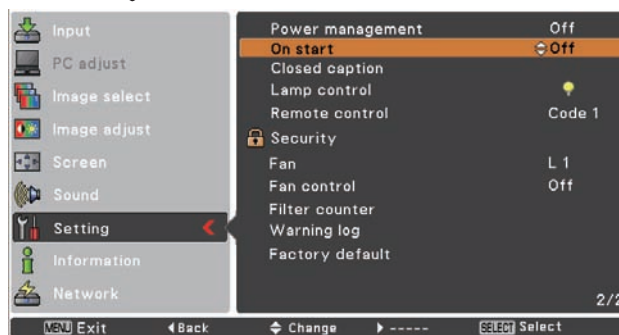 Input
PC adjust
Image select
Image adjust
Screen
Sound
Setting
Information
Network
Power management Off
On start Off
Closed caption
Lamp control
Remote control Code 1
Security
Fan L 1
Fan control Off
Filter counter
Warning log
Factory default
2/2
MENU Exit Back Change ----- SELECT Select